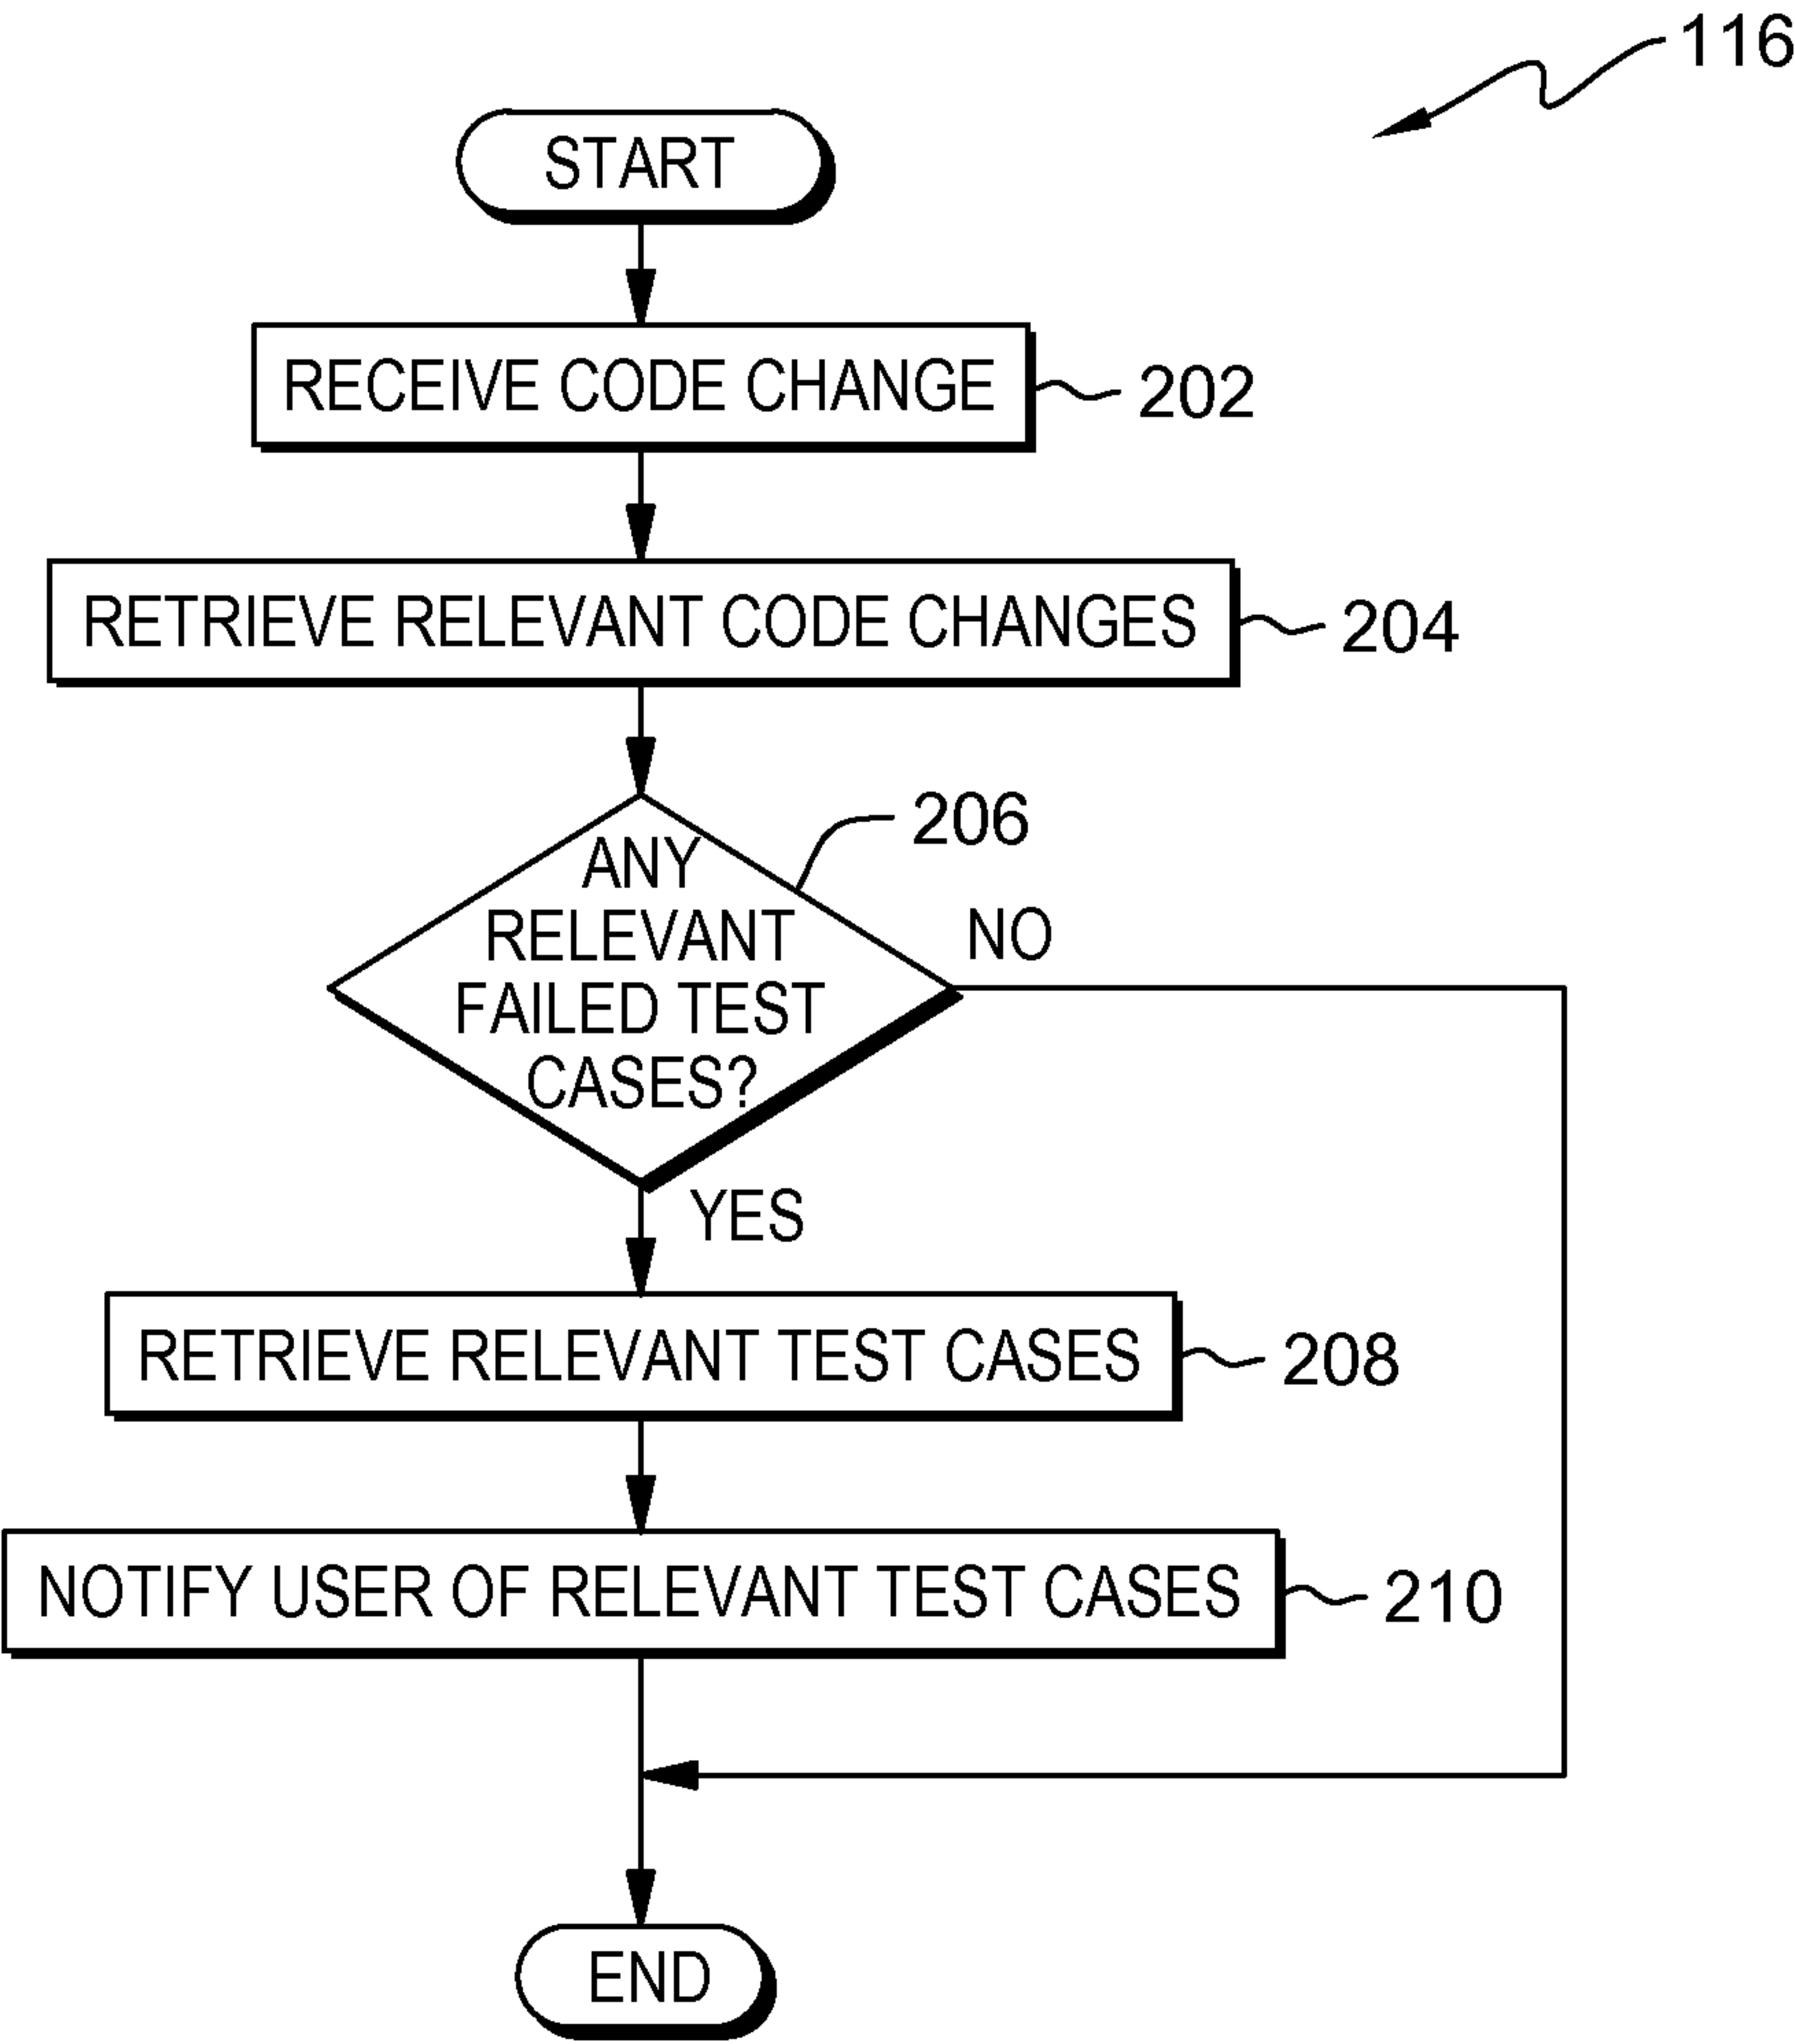 116
START
RECEIVE CODE CHANGE
202
RETRIEVE RELEVANT CODE CHANGES
204
206
ANY
RELEVANT
FAILED TEST
CASES?
NO
YES
RETRIEVE RELEVANT TEST CASES
208
NOTIFY USER OF RELEVANT TEST CASES
210
END